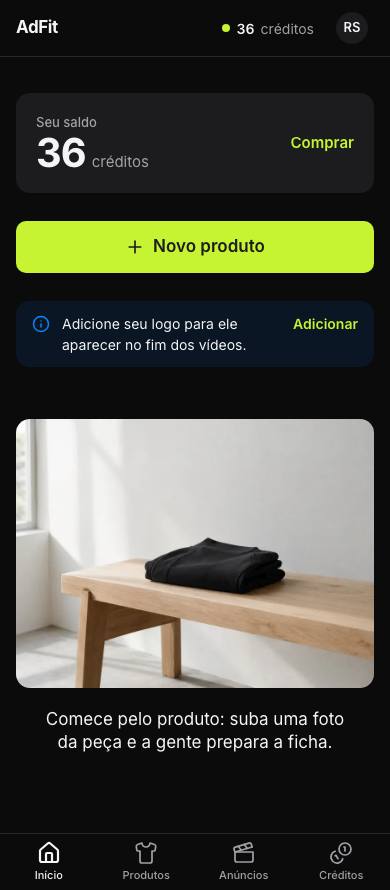 AdFit
36 créditos
RS
Seu saldo
36 créditos
Comprar
+ Novo produto
Adicione seu logo para ele
aparecer no fim dos vídeos.
Adicionar
Comece pelo produto: suba uma foto
da peça e a gente prepara a ficha.
Início
Produtos
Anúncios
Créditos